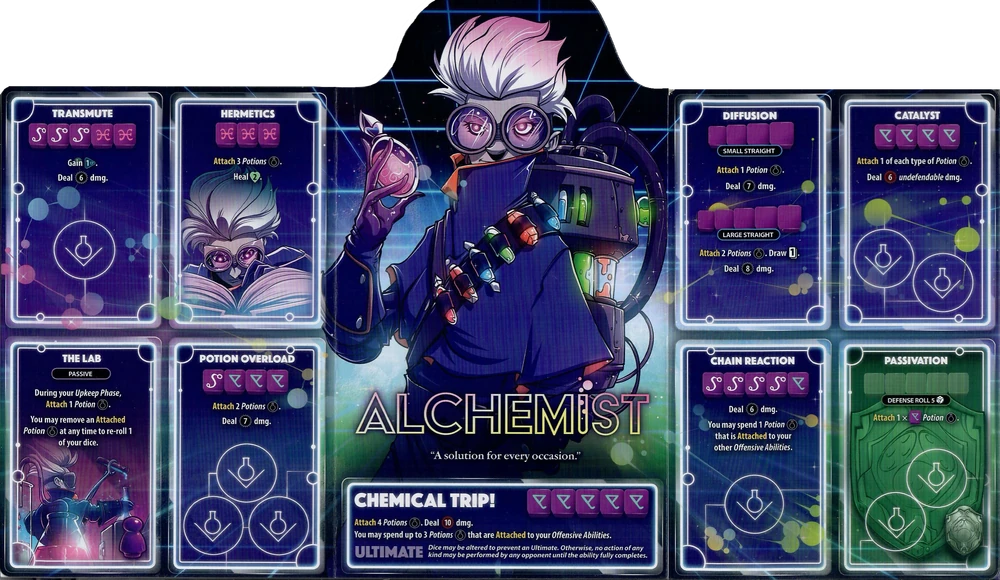 TRANSMUTE
Gain 1.
Deal 6 dmg.
HERMETICS
Attach 3 Potions.
Heal 2.
THE LAB
PASSIVE
During your Upkeep Phase,
Attach 1 Potion.
You may remove an Attached
Potion at any time to re-roll 1
of your dice.
POTION OVERLOAD
Attach 2 Potions.
Deal 7 dmg.
ALCHEMIST
"A solution for every occasion."
CHEMICAL TRIP!
Attach 4 Potions. Deal 10 dmg.
You may spend up to 3 Potions that are Attached to your Offensive Abilities.
ULTIMATE
Dice may be altered to prevent an Ultimate. Otherwise, no action of any
kind may be performed by any opponent until the ability fully completes.
DIFFUSION
SMALL STRAIGHT
Attach 1 Potion.
Deal 7 dmg.
LARGE STRAIGHT
Attach 2 Potions. Draw 1.
Deal 8 dmg.
CATALYST
Attach 1 of each type of Potion.
Deal 6 undefendable dmg.
CHAIN REACTION
Deal 6 dmg.
You may spend 1 Potion
that is Attached to your
other Offensive Abilities.
PASSIVATION
DEFENSE ROLL 5
Attach 1 × Potion.